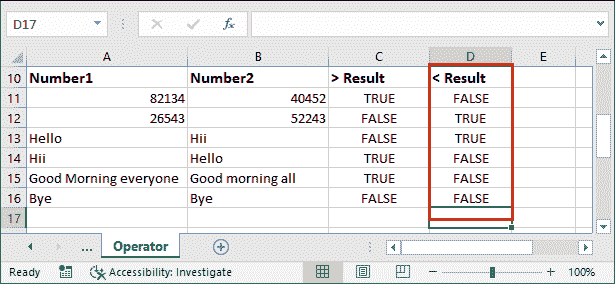 D17 fx
A B C D E
10 Number1 Number2 > Result < Result
11 82134 40452 TRUE FALSE
12 26543 52243 FALSE TRUE
13 Hello Hii FALSE TRUE
14 Hii Hello TRUE FALSE
15 Good Morning everyone Good morning all TRUE FALSE
16 Bye Bye FALSE FALSE
17
... Operator
Ready Accessibility: Investigate 100%